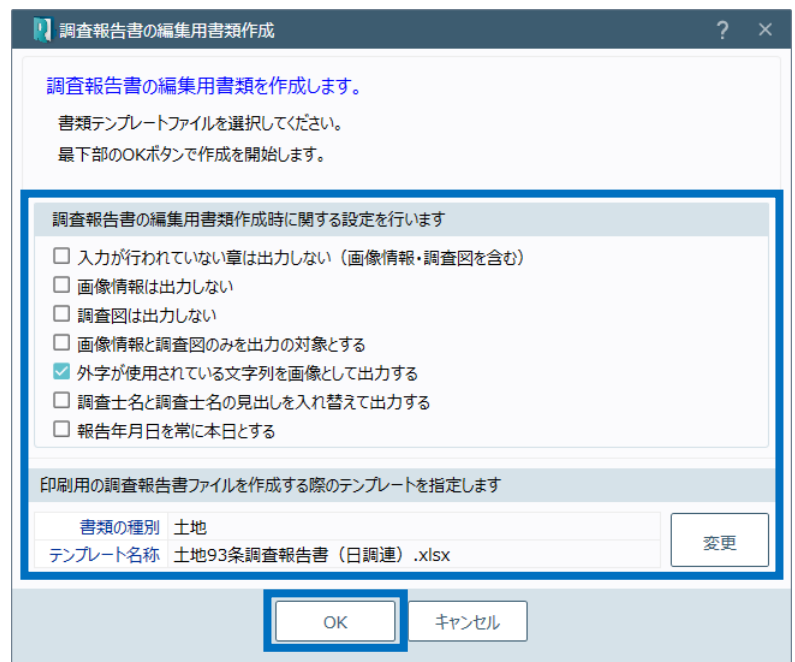 調査報告書の編集用書類作成
調査報告書の編集用書類を作成します。
書類テンプレートファイルを選択してください。
最下部のOKボタンで作成を開始します。
調査報告書の編集用書類作成時に関する設定を行います
入力が行われていない章は出力しない（画像情報・調査図を含む）
画像情報は出力しない
調査図は出力しない
画像情報と調査図のみを出力の対象とする
外字が使用されている文字列を画像として出力する
調査士名と調査士名の見出しを入れ替えて出力する
報告年月日を常に本日とする
印刷用の調査報告書ファイルを作成する際のテンプレートを指定します
書類の種別 土地
テンプレート名称 土地93条調査報告書（日調連）.xlsx
変更
OK キャンセル